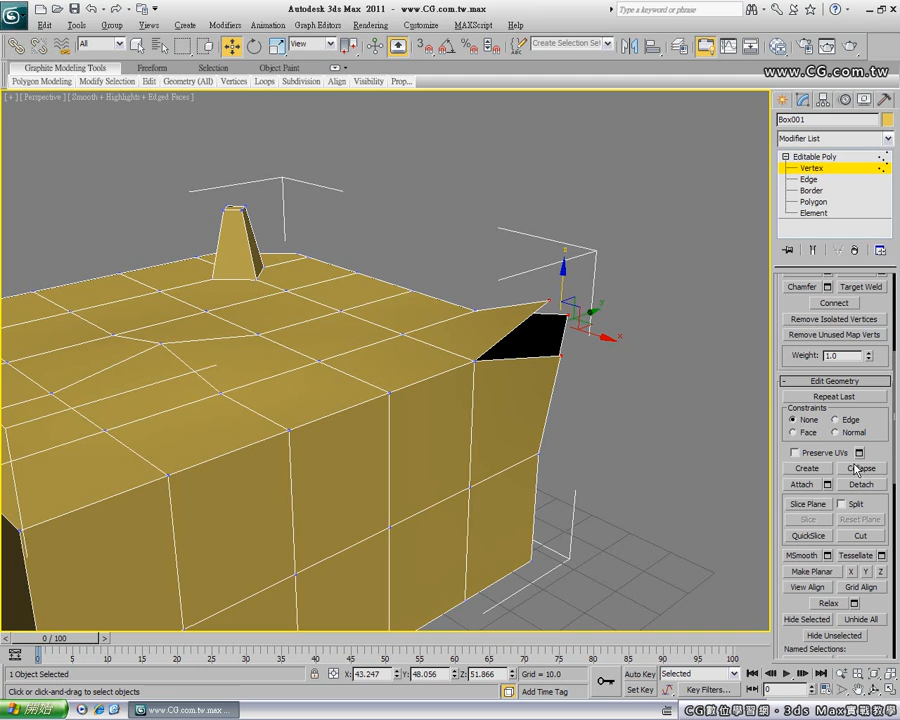 Autodesk 3ds Max 2011 - www.CG.com.tw.max
Type a keyword or phrase
Edit Tools Group Views Create Modifiers Animation Graph Editors Rendering Customize MAXScript Help
All View Create Selection Se
Graphite Modeling Tools Freeform Selection Object Paint
www.CG.com.tw
Polygon Modeling Modify Selection Edit Geometry (All) Vertices Loops Subdivision Align Visibility Prop...
[ + ] [ Perspective ] [ Smooth + Highlights + Edged Faces ]
z
y
x
Box001
Modifier List
Editable Poly
Vertex
Edge
Border
Polygon
Element
Chamfer Target Weld
Connect
Remove Isolated Vertices
Remove Unused Map Verts
Weight: 1.0
- Edit Geometry
Repeat Last
Constraints
None Edge
Face Normal
Preserve UVs
Create Collapse
Attach Detach
Slice Plane Split
Slice Reset Plane
QuickSlice Cut
MSmooth Tessellate
Make Planar X Y Z
View Align Grid Align
Relax
Hide Selected Unhide All
Hide Unselected
Named Selections:
< 0 / 100 >
0 5 10 15 20 25 30 35 40 45 50 55 60 65 70 75 80 85 90 95 100
1 Object Selected X: 43.247 Y: 48.056 Z: 51.866 Grid = 10.0 Auto Key Selected
Click or click-and-drag to select objects Add Time Tag Set Key Key Filters... 0
開始 www.CG.com.tw.max ... CG數位學習網・3ds Max實戰教學